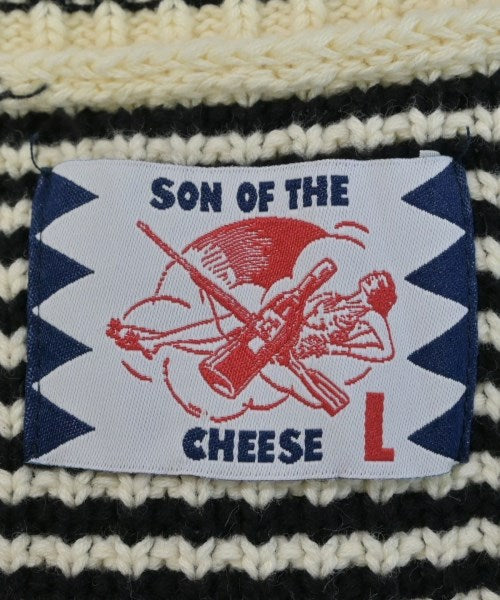 SON OF THE
CHEESE
L